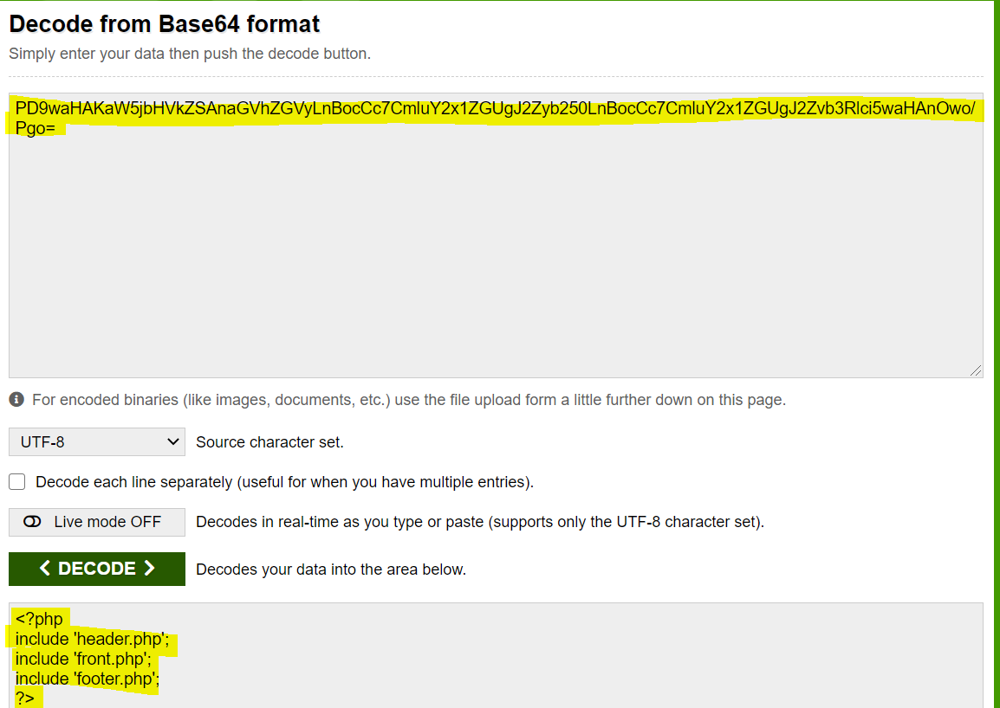 Decode from Base64 format
Simply enter your data then push the decode button.
PD9waHAKaW5jbHVkZSAnaGVhZGVyLnBocCc7CmluY2x1ZGUgJ2Zyb250LnBocCc7CmluY2x1ZGUgJ2Zvb3Rlci5waHAnOwo/
Pgo=
For encoded binaries (like images, documents, etc.) use the file upload form a little further down on this page.
UTF-8 Source character set.
Decode each line separately (useful for when you have multiple entries).
Live mode OFF Decodes in real-time as you type or paste (supports only the UTF-8 character set).
< DECODE > Decodes your data into the area below.
<?php
include 'header.php';
include 'front.php';
include 'footer.php';
?>